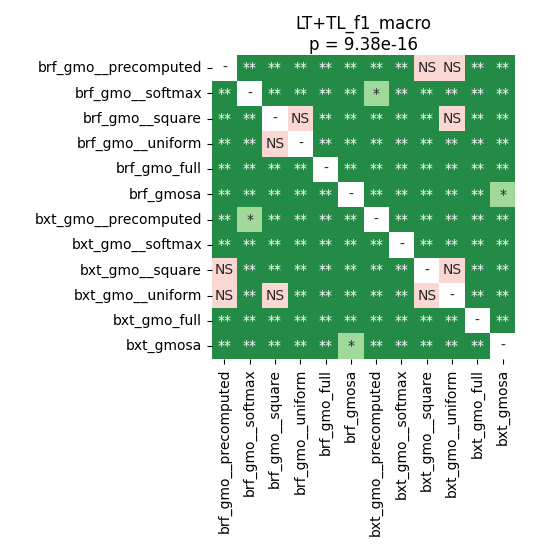 LT+TL_f1_macro
p = 9.38e-16
brf_gmo__precomputed - ** ** ** ** ** ** ** NS NS ** **
brf_gmo__softmax ** - ** ** ** ** * ** ** ** ** **
brf_gmo__square ** ** - NS ** ** ** ** ** NS ** **
brf_gmo__uniform ** ** NS - ** ** ** ** ** ** ** **
brf_gmo_full ** ** ** ** - ** ** ** ** ** ** **
brf_gmosa ** ** ** ** ** - ** ** ** ** ** *
bxt_gmo__precomputed ** * ** ** ** ** - ** ** ** ** **
bxt_gmo__softmax ** ** ** ** ** ** ** - ** ** ** **
bxt_gmo__square NS ** ** ** ** ** ** ** - NS ** **
bxt_gmo__uniform NS ** NS ** ** ** ** ** NS - ** **
bxt_gmo_full ** ** ** ** ** ** ** ** ** ** - **
bxt_gmosa ** ** ** ** ** * ** ** ** ** ** -
brf_gmo__precomputed
brf_gmo__softmax
brf_gmo__square
brf_gmo__uniform
brf_gmo_full
brf_gmosa
bxt_gmo__precomputed
bxt_gmo__softmax
bxt_gmo__square
bxt_gmo__uniform
bxt_gmo_full
bxt_gmosa